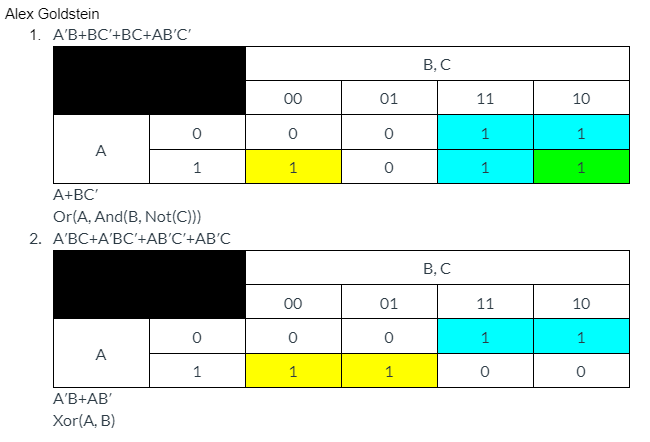 Alex Goldstein
1. A′B+BC′+BC+AB′C′
B, C
00 01 11 10
A 0 0 0 1 1
1 1 0 1 1
A+BC′
Or(A, And(B, Not(C)))
2. A′BC+A′BC′+AB′C′+AB′C
B, C
00 01 11 10
A 0 0 0 1 1
1 1 1 0 0
A′B+AB′
Xor(A, B)